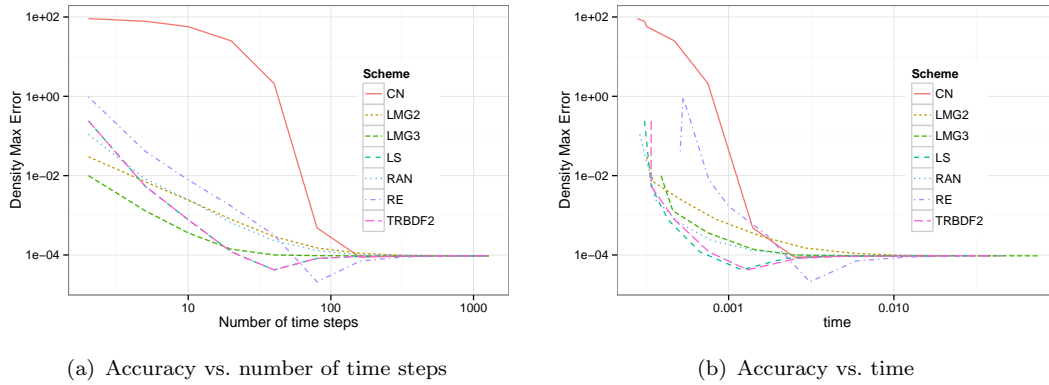 1e+02
1e+00
1e−02
1e−04
Density Max Error
10
100
1000
Number of time steps
Scheme
CN
LMG2
LMG3
LS
RAN
RE
TRBDF2
(a) Accuracy vs. number of time steps
1e+02
1e+00
1e−02
1e−04
Density Max Error
0.001
0.010
time
Scheme
CN
LMG2
LMG3
LS
RAN
RE
TRBDF2
(b) Accuracy vs. time